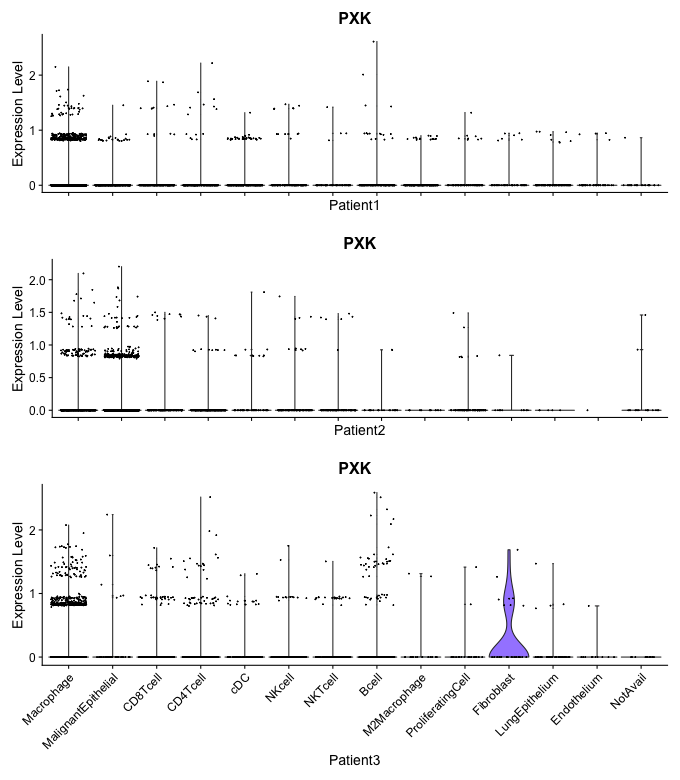 PXK
Expression Level
2
1
0
Patient1
PXK
Expression Level
2.0
1.5
1.0
0.5
0.0
Patient2
PXK
Expression Level
2
1
0
Macrophage
MalignantEpithelial
CD8Tcell
CD4Tcell
cDC
NKcell
NKTcell
Bcell
M2Macrophage
ProliferatingCell
Fibroblast
LungEpithelium
Endothelium
NotAvail
Patient3